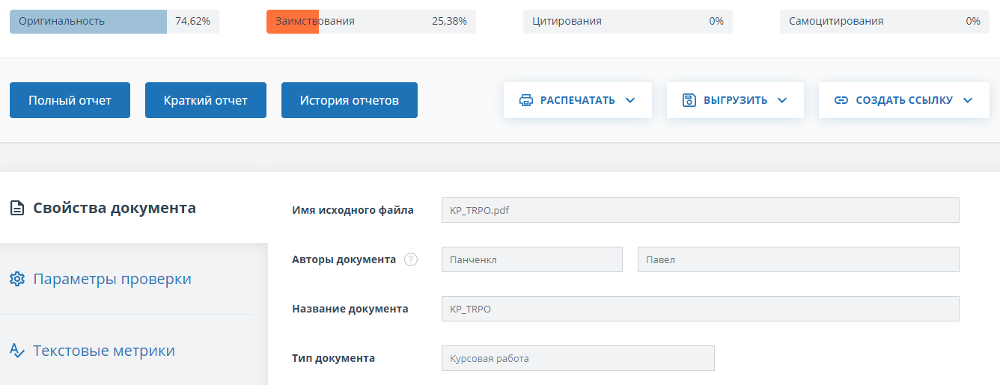 Оригинальность 74,62% Заимствования 25,38% Цитирования 0% Самоцитирования 0%
Полный отчет Краткий отчет История отчетов РАСПЕЧАТАТЬ ВЫГРУЗИТЬ СОЗДАТЬ ССЫЛКУ
Свойства документа
Параметры проверки
Текстовые метрики
Имя исходного файла KP_TRPO.pdf
Авторы документа ? Панченкл Павел
Название документа KP_TRPO
Тип документа Курсовая работа